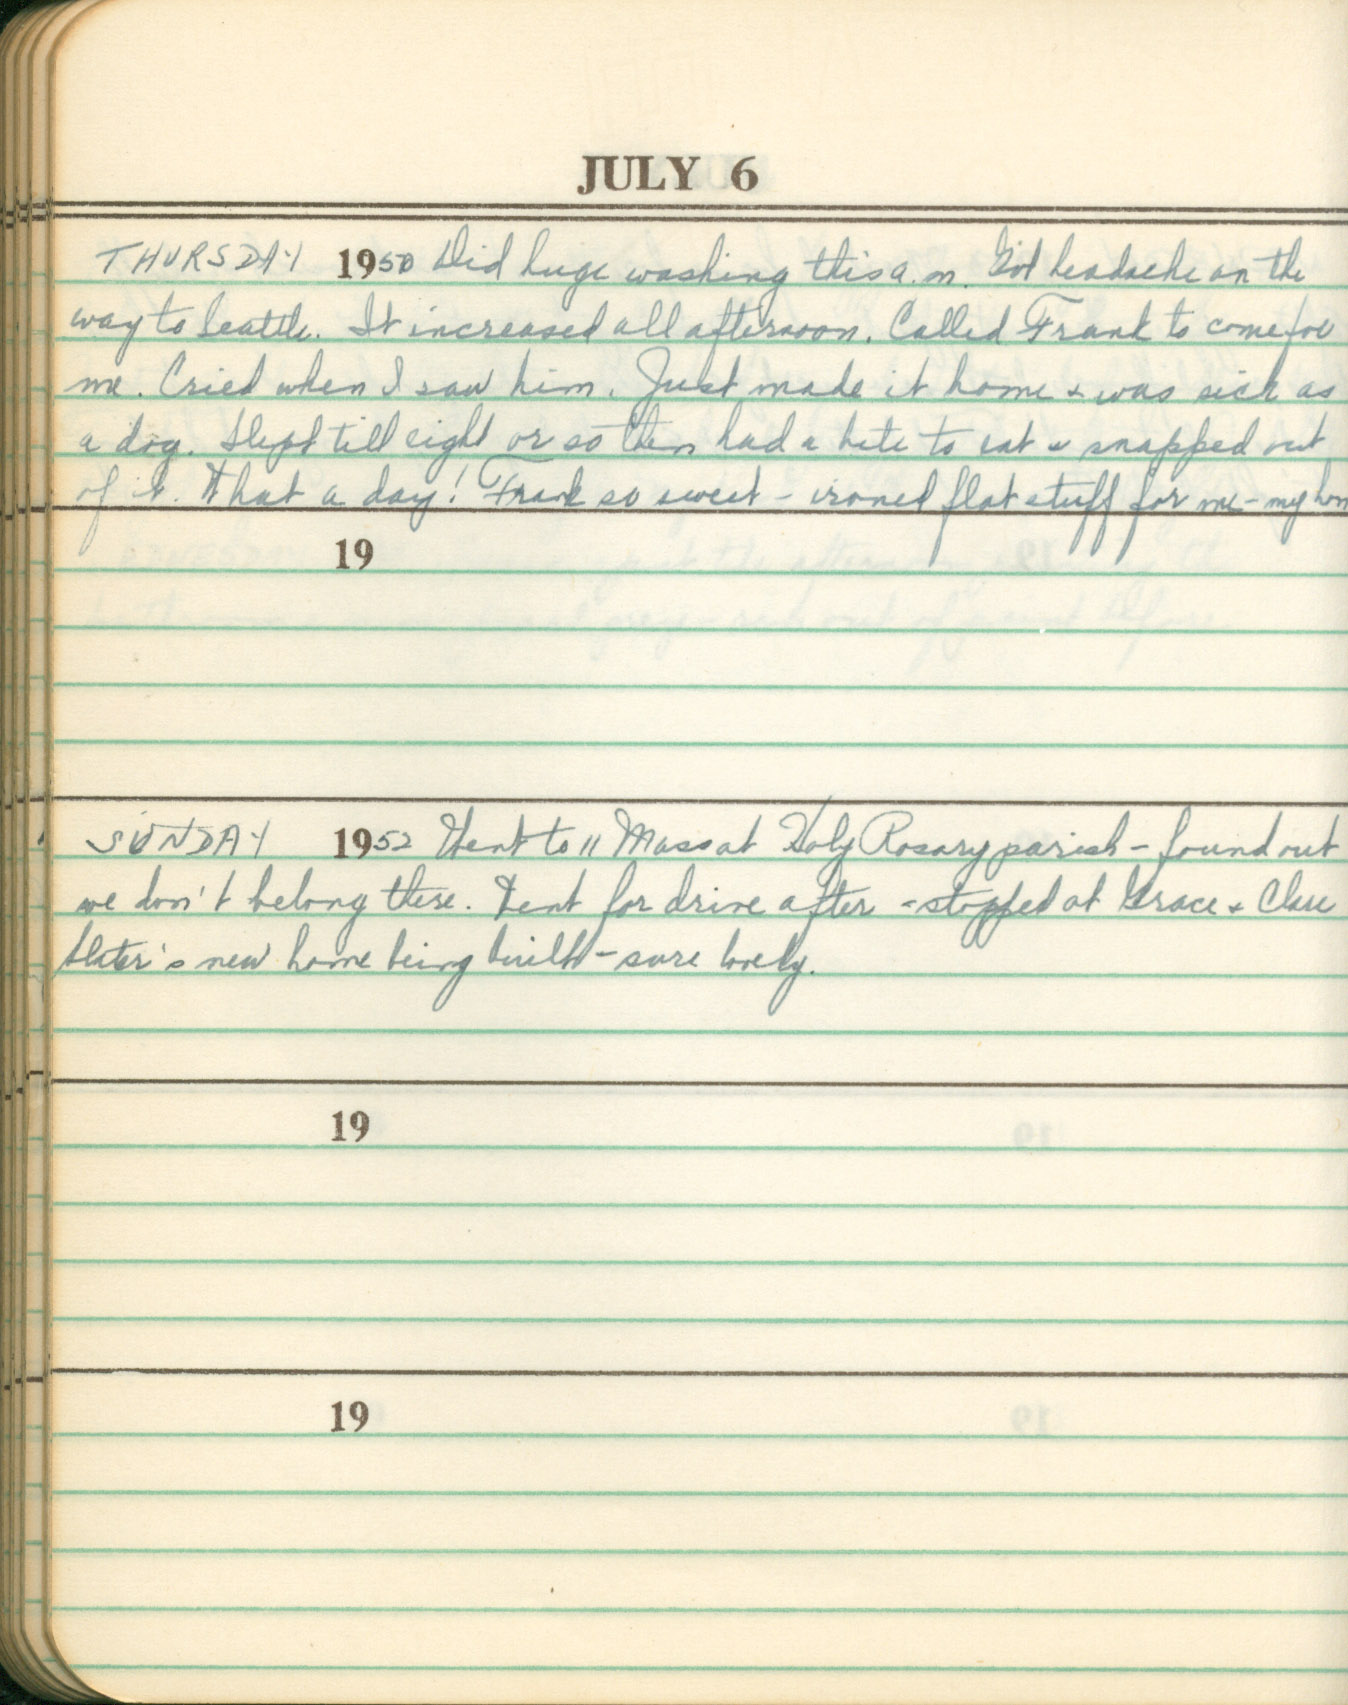 JULY 6
THURSDAY 1950 Did huge washing this a.m. Got headache on the
way to Seattle. It increased all afternoon. Called Frank to come for
me. Cried when I saw him. Just made it home & was sick as
a dog. Slept till eight or so then had a bite to eat & snapped out
of it. What a day! Frank so sweet - ironed flat stuff for me - my
19
SUNDAY 1952 Went to 11 Mass at Holy Rosary parish - found out
we don't belong there. Went for drive after - stopped at Grace &
Slater's new home being built - sure lovely.
19
19